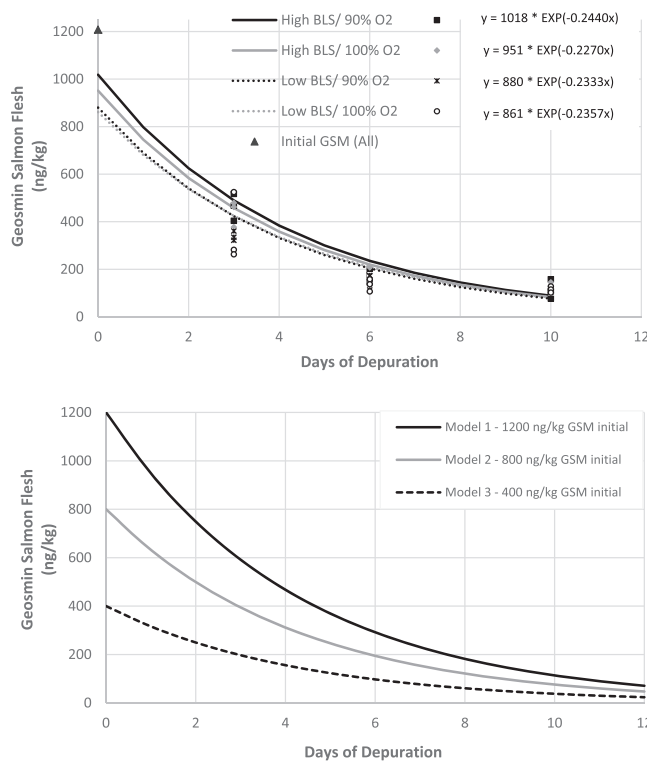 High BLS/ 90% O2 y = 1018 * EXP(-0.2440x)
High BLS/ 100% O2 y = 951 * EXP(-0.2270x)
Low BLS/ 90% O2 y = 880 * EXP(-0.2333x)
Low BLS/ 100% O2 y = 861 * EXP(-0.2357x)
Initial GSM (All)
Geosmin Salmon Flesh
(ng/kg)
1200
1000
800
600
400
200
0
0 2 4 6 8 10 12
Days of Depuration
Model 1 - 1200 ng/kg GSM initial
Model 2 - 800 ng/kg GSM initial
Model 3 - 400 ng/kg GSM initial
Geosmin Salmon Flesh
(ng/kg)
1200
1000
800
600
400
200
0
0 2 4 6 8 10 12
Days of Depuration